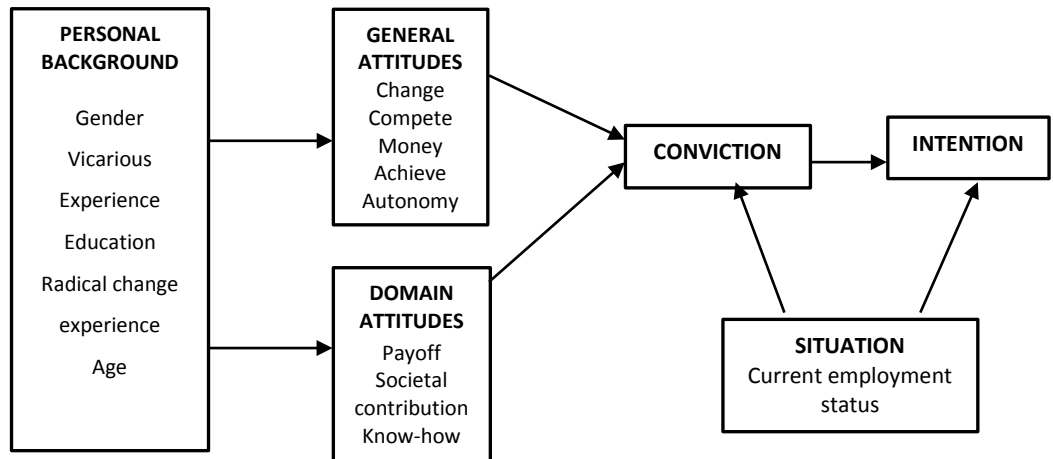 PERSONAL
BACKGROUND
Gender
Vicarious
Experience
Education
Radical change
experience
Age
GENERAL
ATTITUDES
Change
Compete
Money
Achieve
Autonomy
DOMAIN
ATTITUDES
Payoff
Societal
contribution
Know-how
CONVICTION
INTENTION
SITUATION
Current employment
status